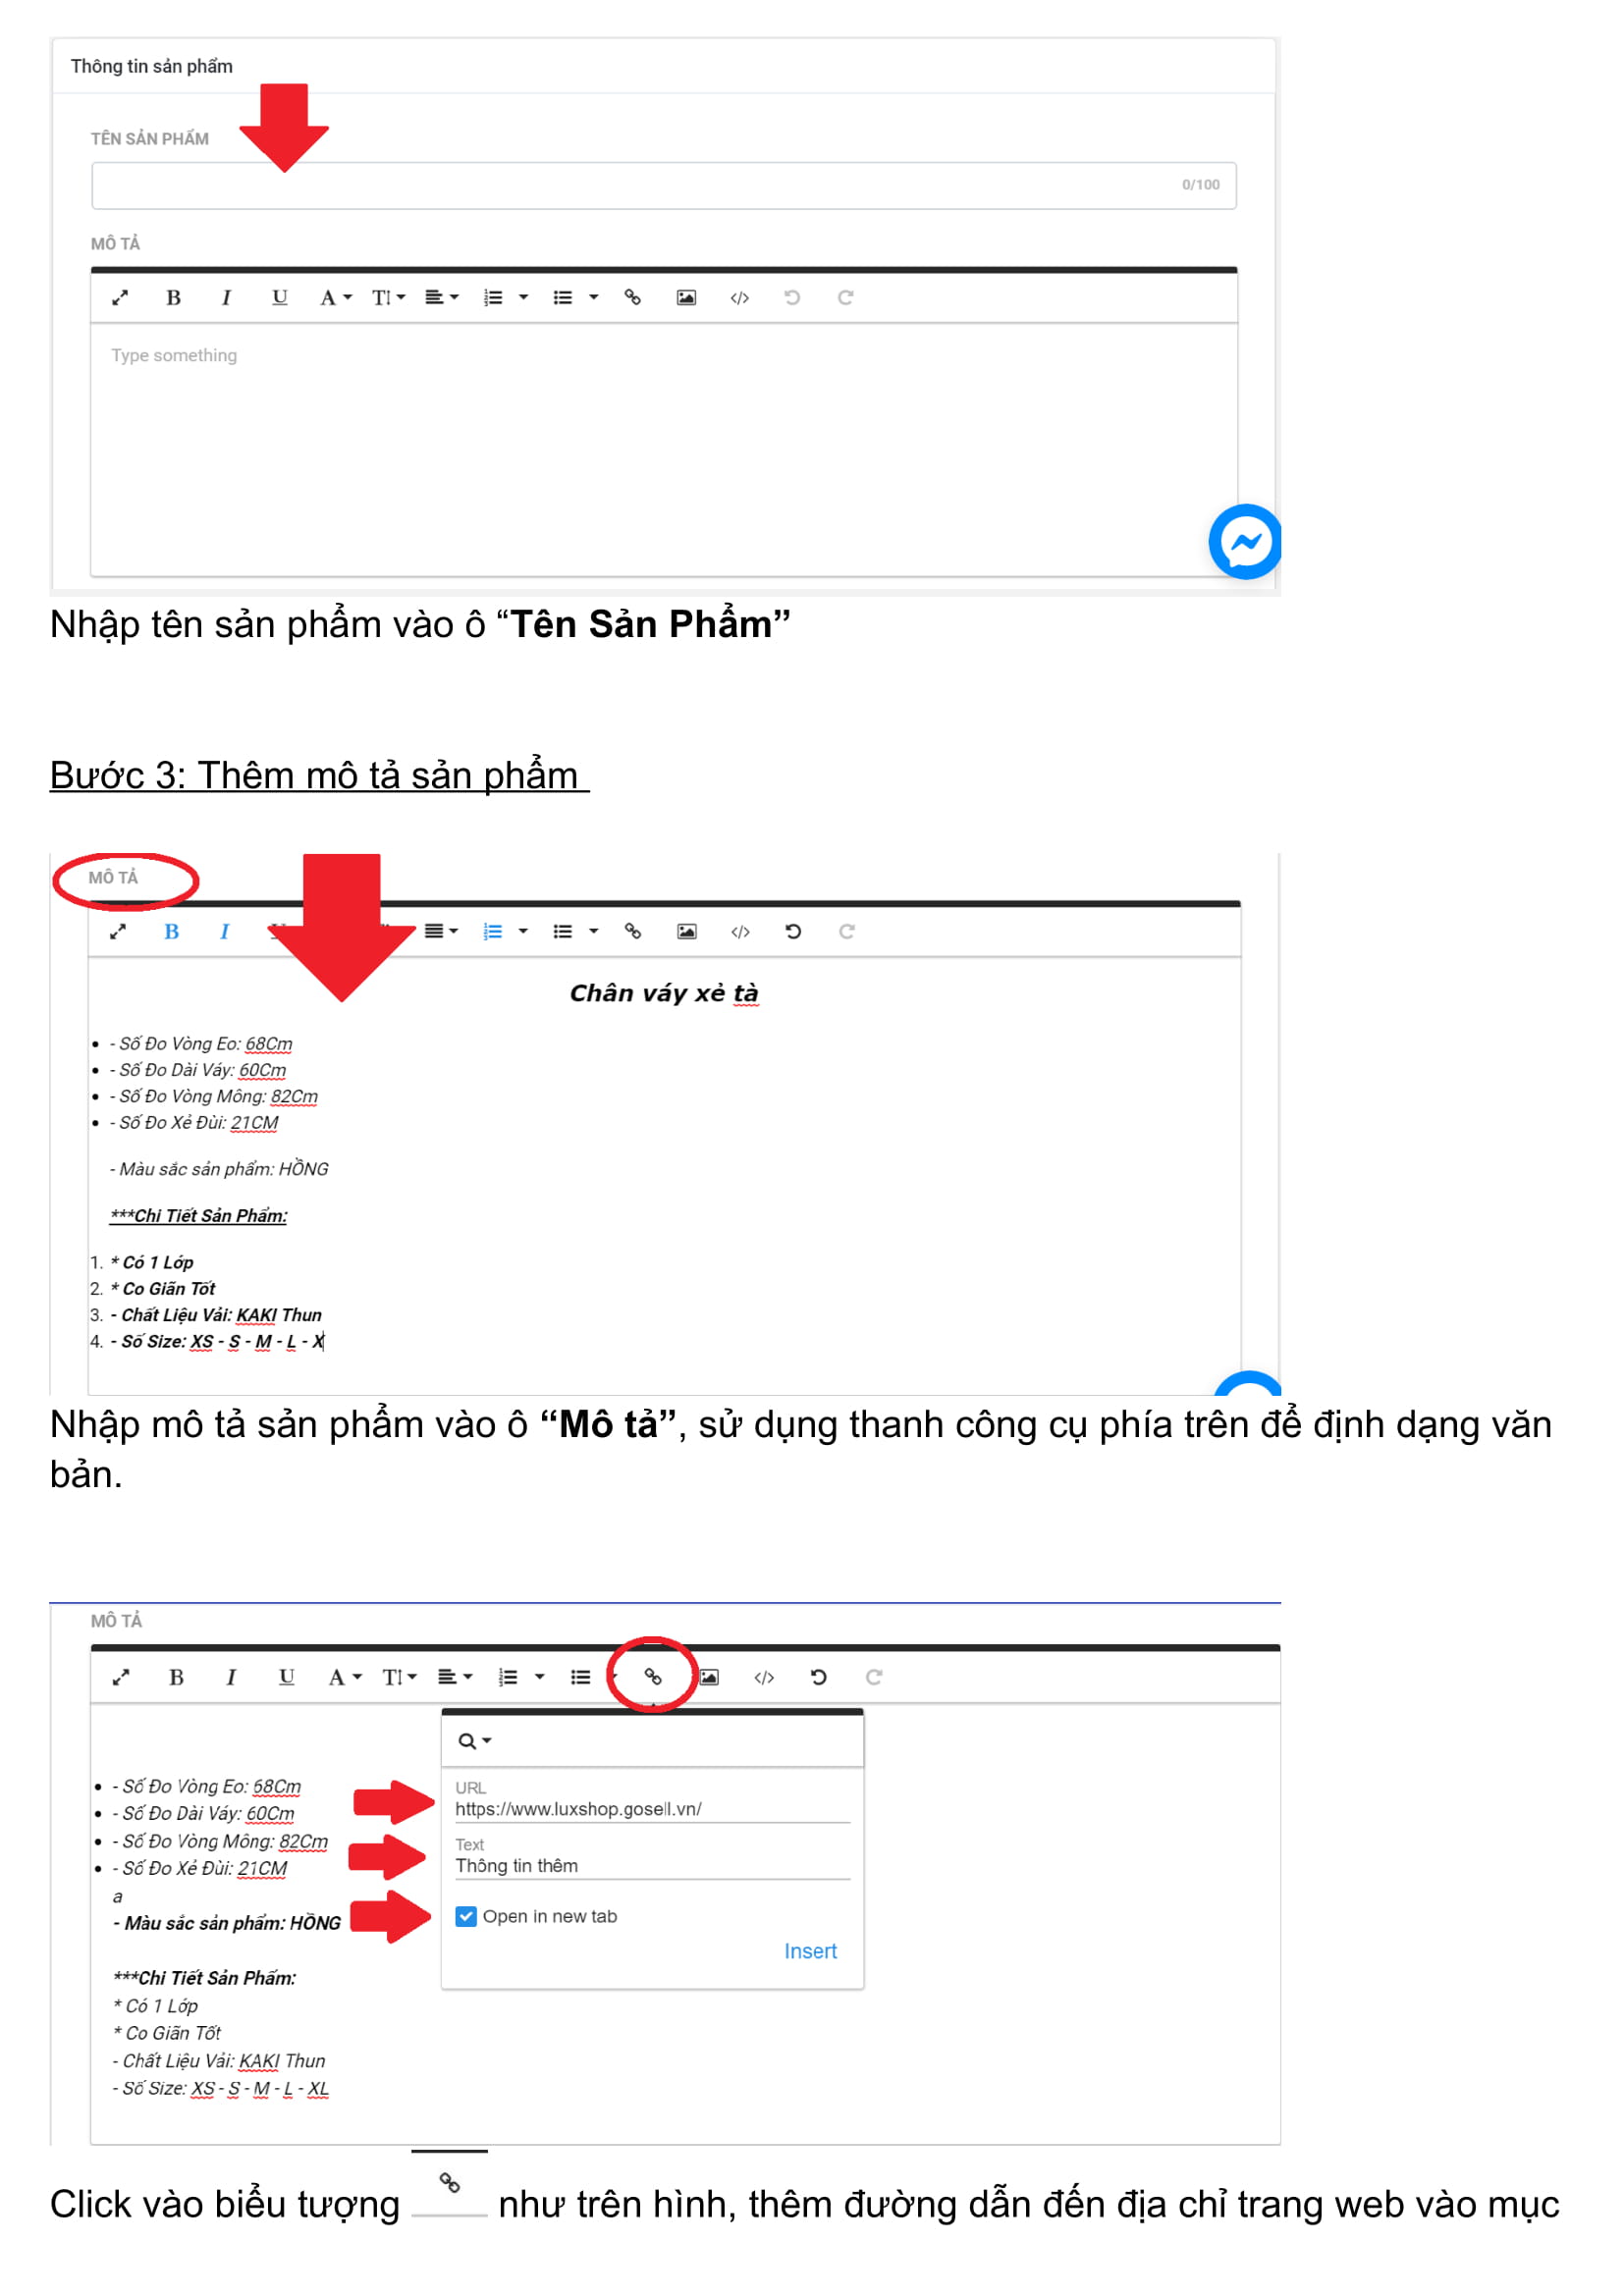 Thông tin sản phẩm
TÊN SẢN PHẨM
0/100
MÔ TẢ
B I U A T
Type something
Nhập tên sản phẩm vào ô “Tên Sản Phẩm”
Bước 3: Thêm mô tả sản phẩm
MÔ TẢ
B I
Chân váy xẻ tà
- Số Đo Vòng Eo: 68Cm
- Số Đo Dài Váy: 60Cm
- Số Đo Vòng Mông: 82Cm
- Số Đo Xẻ Đùi: 21CM
- Màu sắc sản phẩm: HỒNG
***Chi Tiết Sản Phẩm:
1. * Có 1 Lớp
2. * Co Giãn Tốt
3. - Chất Liệu Vải: KAKI Thun
4. - Số Size: XS - S - M - L - X
Nhập mô tả sản phẩm vào ô “Mô tả”, sử dụng thanh công cụ phía trên để định dạng văn
bản.
MÔ TẢ
B I U A T
- Số Đo Vòng Eo: 68Cm
- Số Đo Dài Váy: 60Cm
- Số Đo Vòng Mông: 82Cm
- Số Đo Xẻ Đùi: 21CM
a
- Màu sắc sản phẩm: HỒNG
***Chi Tiết Sản Phẩm:
* Có 1 Lớp
* Co Giãn Tốt
- Chất Liệu Vải: KAKI Thun
- Số Size: XS - S - M - L - XL
URL
https://www.luxshop.gosell.vn/
Text
Thông tin thêm
Open in new tab
Insert
Click vào biểu tượng như trên hình, thêm đường dẫn đến địa chỉ trang web vào mục